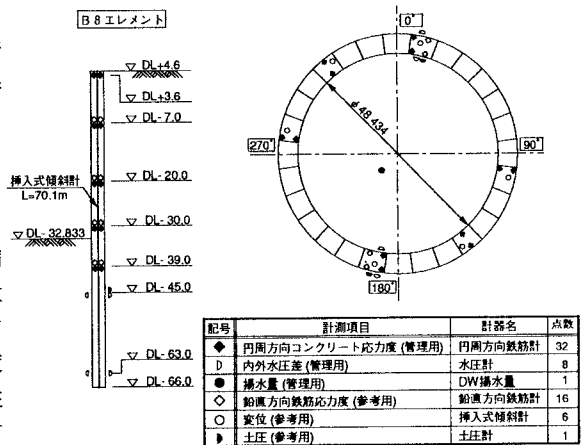 B8エレメント
DL+4.6
DL+3.6
DL-7.0
DL-20.0
挿入式傾斜計
L=70.1m
DL-30.0
DL-32.833
DL-39.0
DL-45.0
DL-63.0
DL-66.0
0°
270°
φ48.434
90°
180°
記号 計測項目 計器名 点数
円周方向コンクリート応力度 (管理用) 円周方向鉄筋計 32
内外水圧差 (管理用) 水圧計 8
揚水量 (管理用) DW揚水量 1
鉛直方向鉄筋応力度 (参考用) 鉛直方向鉄筋計 16
変位 (参考用) 挿入式傾斜計 6
土圧 (参考用) 土圧計 1